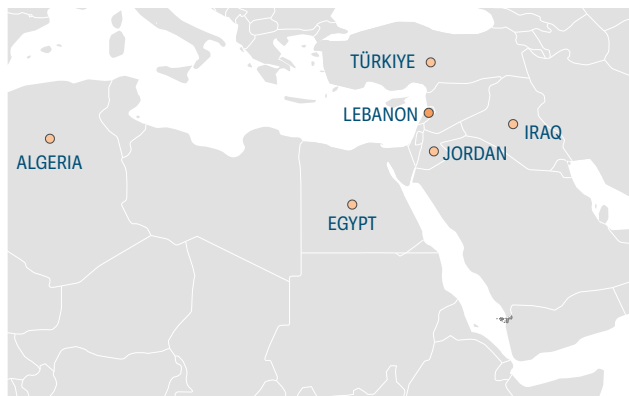 TÜRKIYE
LEBANON
IRAQ
ALGERIA
JORDAN
EGYPT